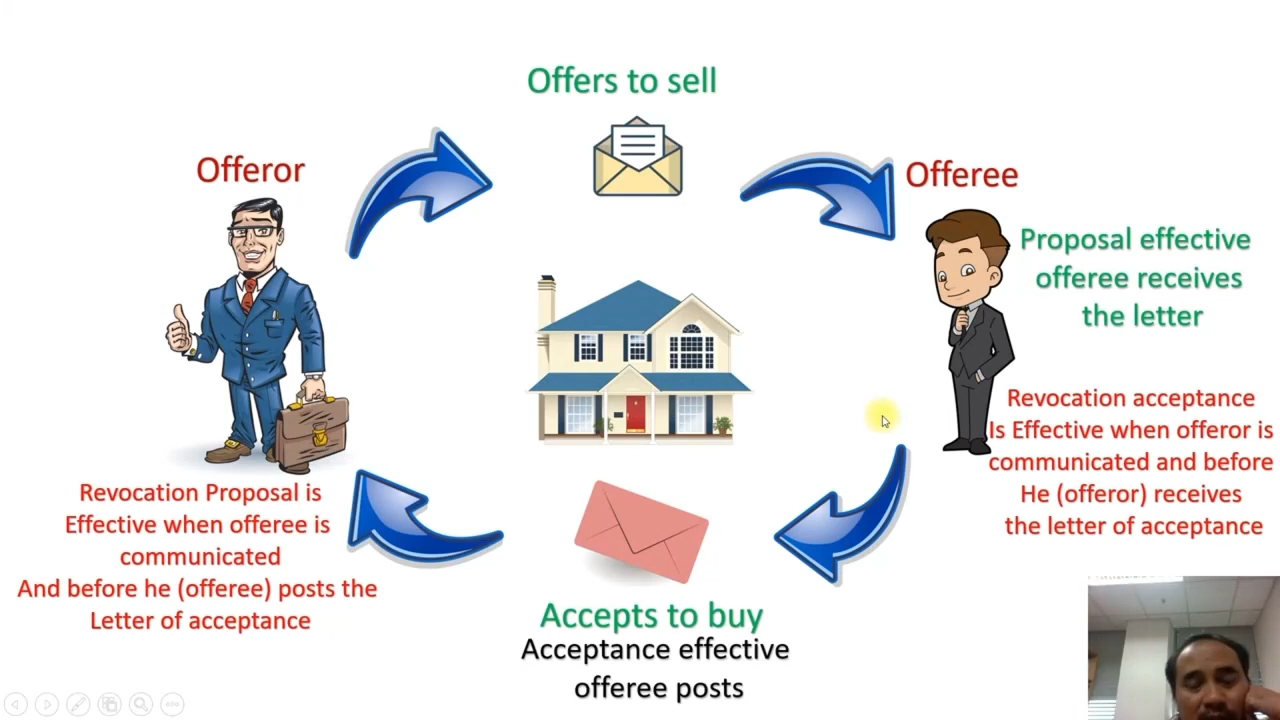 Offers to sell
Offeror
Offeree
Proposal effective
offeree receives
the letter
Revocation acceptance
Is Effective when offeror is
communicated and before
He (offeror) receives
the letter of acceptance
Revocation Proposal is
Effective when offeree is
communicated
And before he (offeree) posts the
Letter of acceptance
Accepts to buy
Acceptance effective
offeree posts